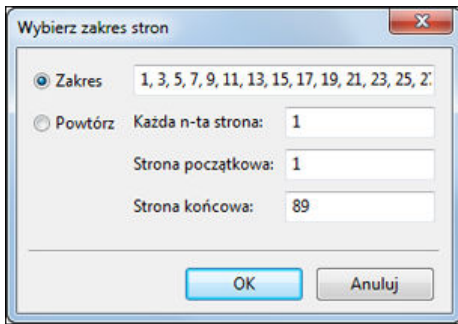 Wybierz zakres stron
Zakres 1, 3, 5, 7, 9, 11, 13, 15, 17, 19, 21, 23, 25,
Powtórz Każda n-ta strona: 1
Strona początkowa: 1
Strona końcowa: 89
OK Anuluj